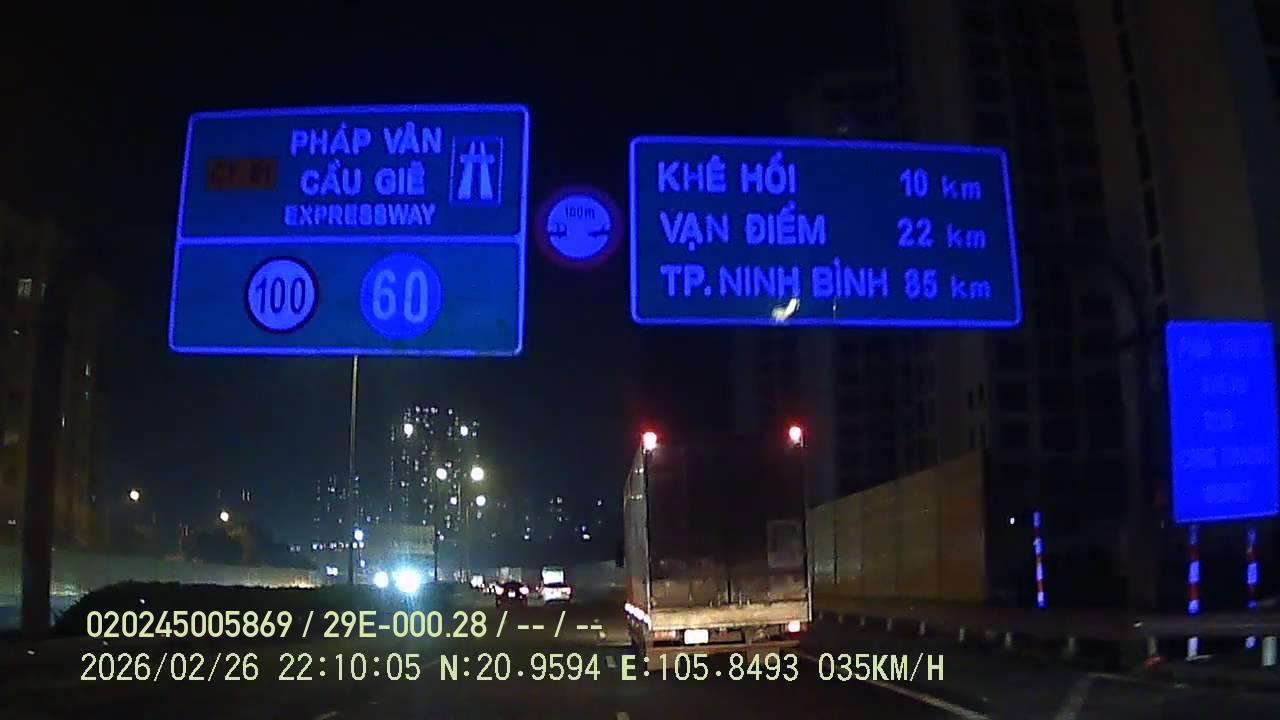 PHÁP VÂN
CẦU GIẼ
EXPRESSWAY
CT.01
100
60
100m
KHÊ HỒI 10 km
VẠN ĐIỂM 22 km
TP.NINH BÌNH 85 km
020245005869 / 29E-000.28 / -- / --
2026/02/26 22:10:05 N:20.9594 E:105.8493 035KM/H